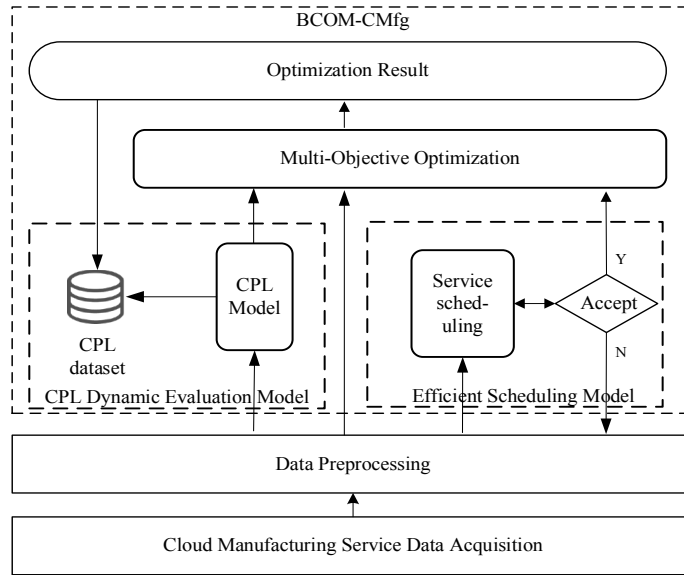 BCOM-CMfg
Optimization Result
Multi-Objective Optimization
CPL
Model
CPL
dataset
CPL Dynamic Evaluation Model
Service
sched-
uling
Y
Accept
N
Efficient Scheduling Model
Data Preprocessing
Cloud Manufacturing Service Data Acquisition